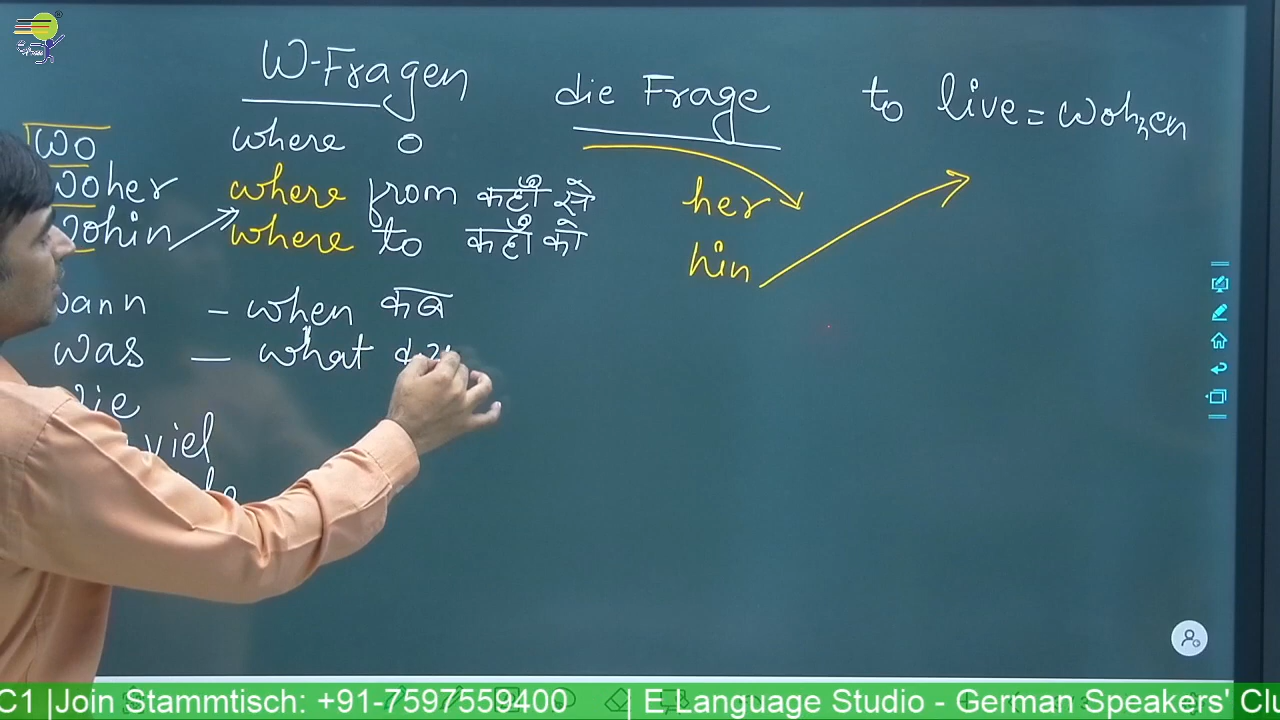 W-Fragen die Frage to live = wohnen
wo where o
woher where from कहाँ से her
wohin where to कहाँ को hin
wann - when कब
was - what
viel
C1 |Join Stammtisch: +91-7597559400 | E Language Studio - German Speakers' Clu